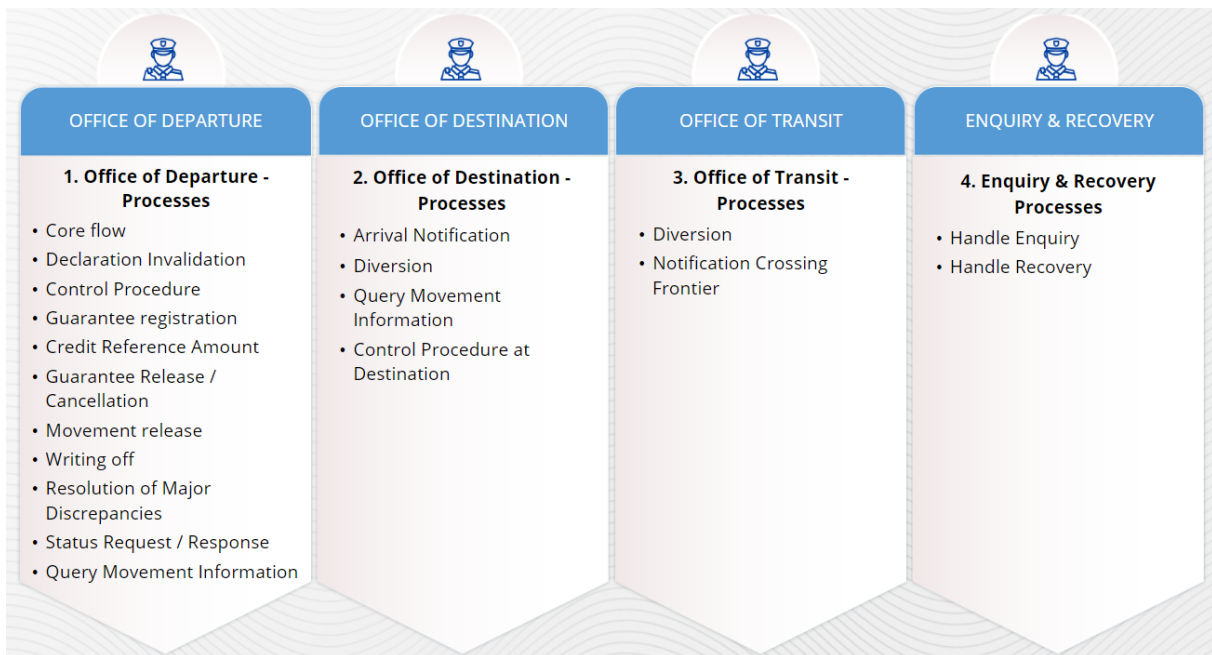 OFFICE OF DEPARTURE
1. Office of Departure -
Processes
• Core flow
• Declaration Invalidation
• Control Procedure
• Guarantee registration
• Credit Reference Amount
• Guarantee Release /
Cancellation
• Movement release
• Writing off
• Resolution of Major
Discrepancies
• Status Request / Response
• Query Movement Information
OFFICE OF DESTINATION
2. Office of Destination -
Processes
• Arrival Notification
• Diversion
• Query Movement
Information
• Control Procedure at
Destination
OFFICE OF TRANSIT
3. Office of Transit -
Processes
• Diversion
• Notification Crossing
Frontier
ENQUIRY & RECOVERY
4. Enquiry & Recovery
Processes
• Handle Enquiry
• Handle Recovery